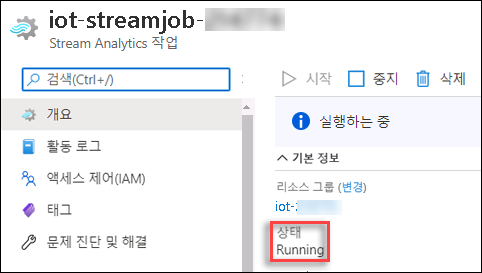 iot-streamjob-
Stream Analytics 작업
검색(Ctrl+/)
시작 중지 삭제
개요
실행하는 중
활동 로그
기본 정보
액세스 제어(IAM)
리소스 그룹 (변경)
태그
iot-
상태
문제 진단 및 해결
Running